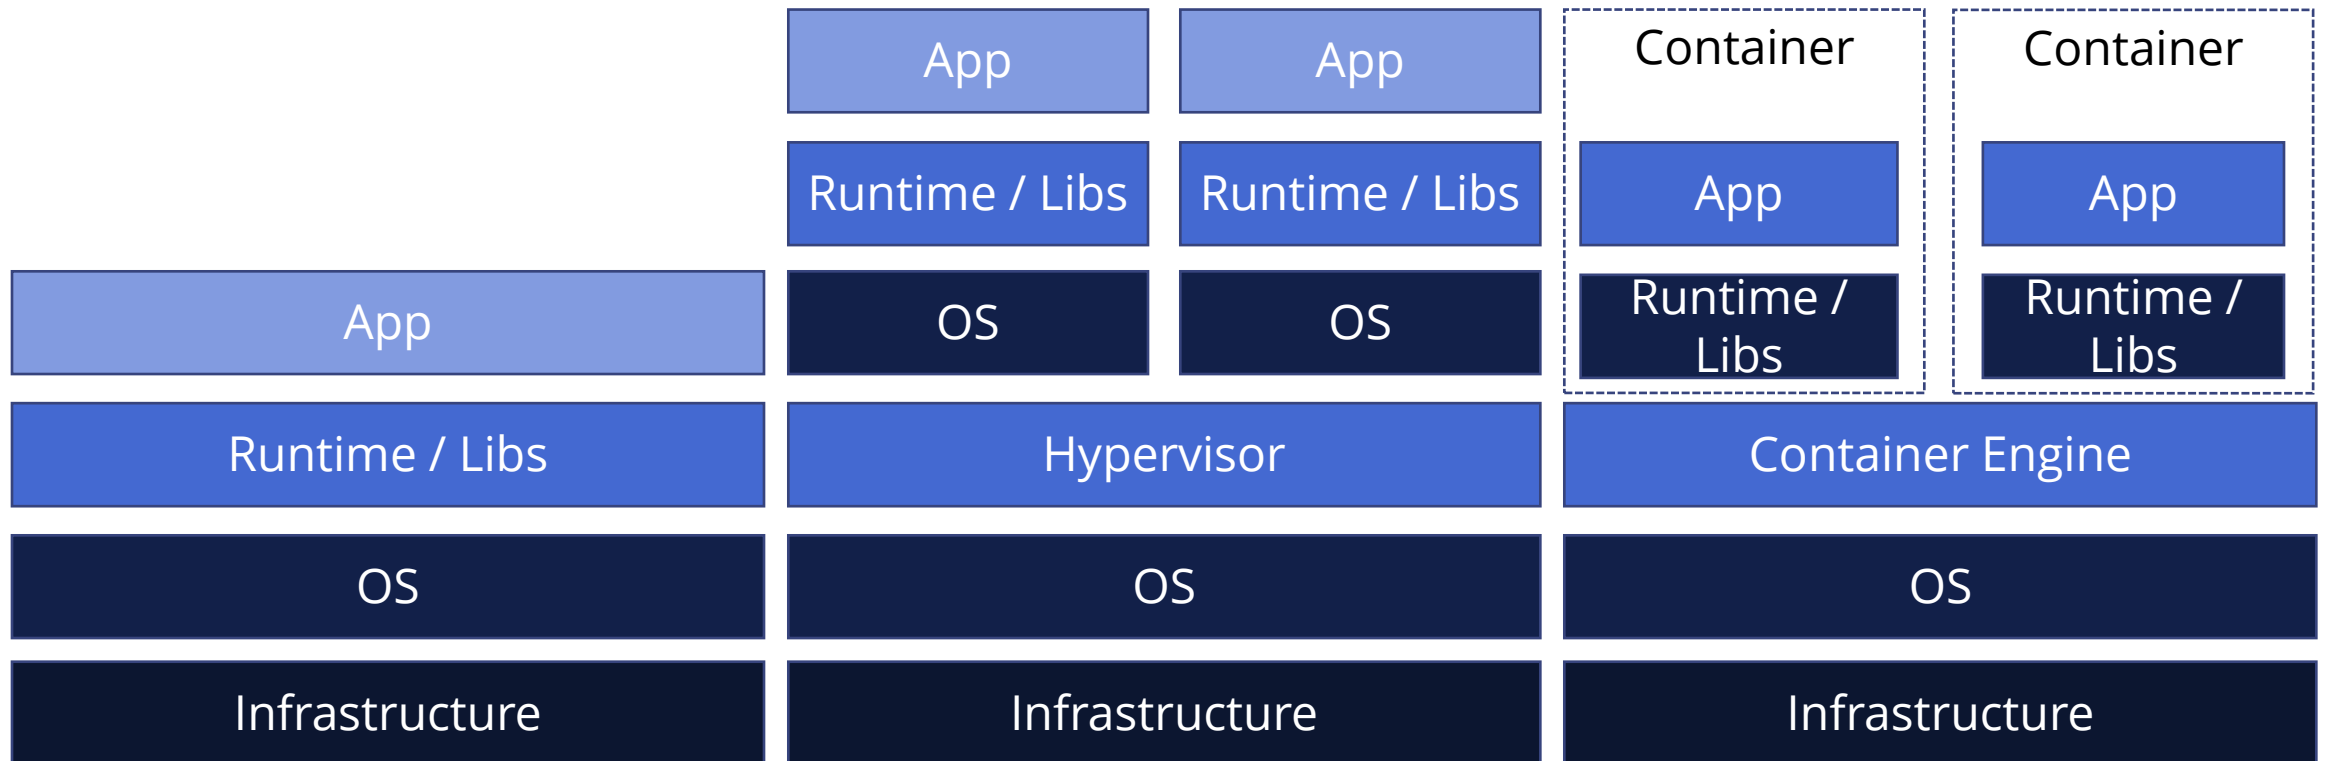 App
Runtime / Libs
OS
Infrastructure
App
App
Runtime / Libs
Runtime / Libs
OS
OS
Hypervisor
OS
Infrastructure
Container
App
Runtime /
Libs
Container
App
Runtime /
Libs
Container Engine
OS
Infrastructure